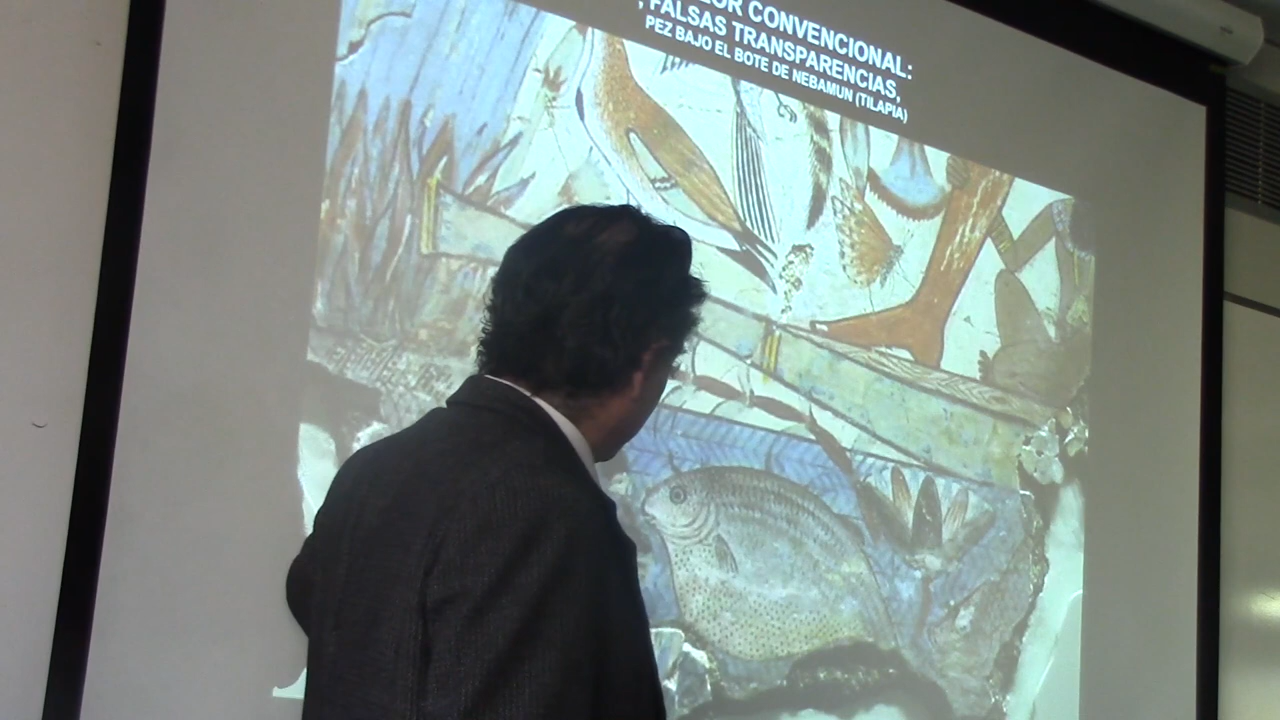 CONVENCIONAL:
, FALSAS TRANSPARENCIAS,
PEZ BAJO EL BOTE DE NEBAMUN (TILAPIA)